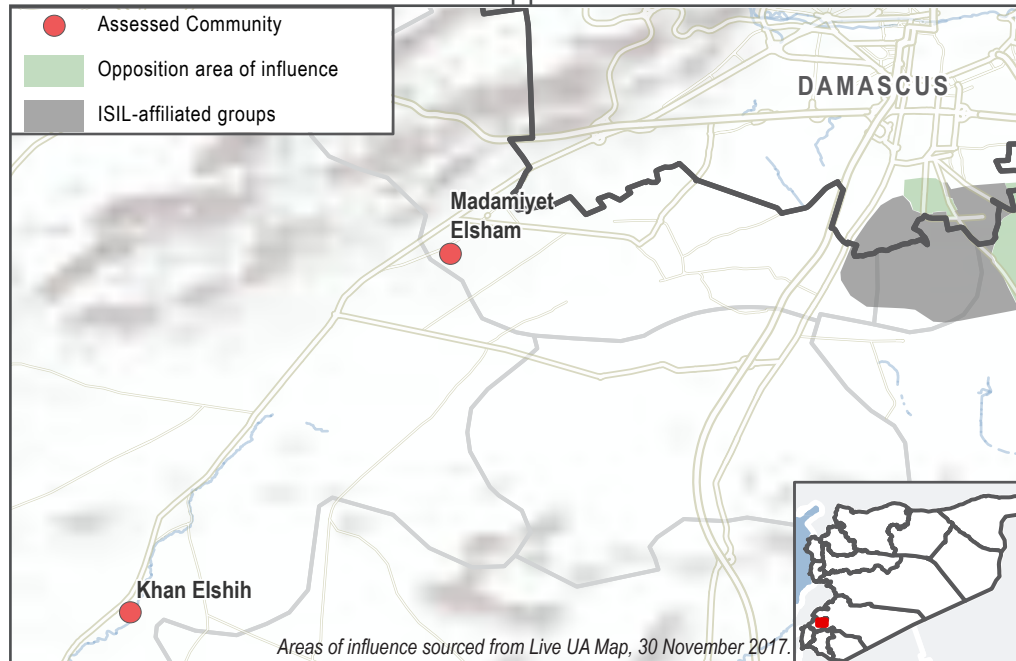 Assessed Community
Opposition area of influence
ISIL-affiliated groups
DAMASCUS
Madamiyet
Elsham
Khan Elshih
Areas of influence sourced from Live UA Map, 30 November 2017.